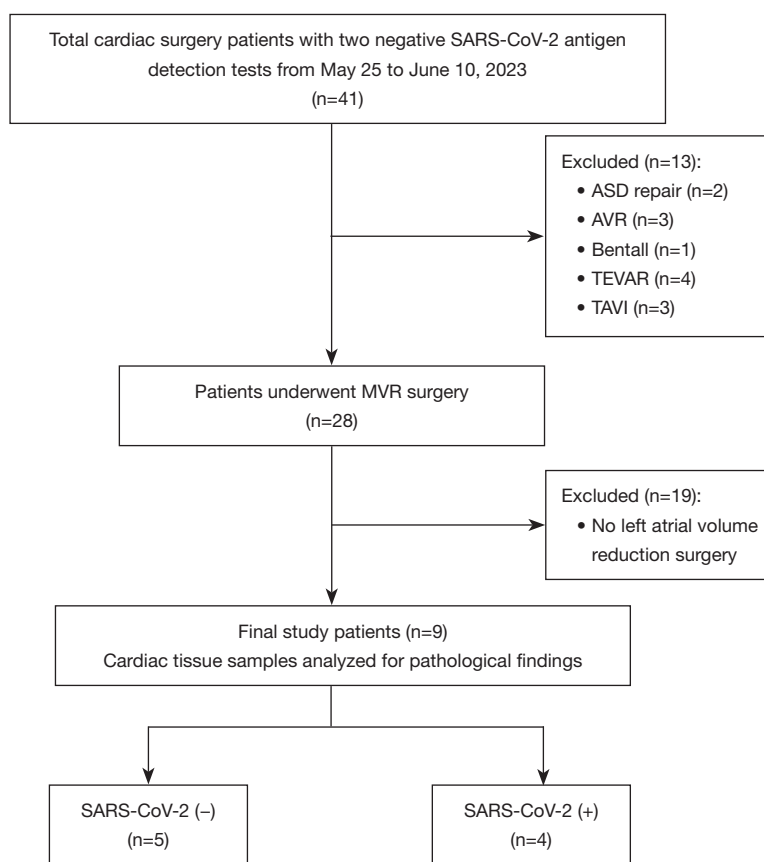 Total cardiac surgery patients with two negative SARS-CoV-2 antigen
detection tests from May 25 to June 10, 2023
(n=41)
Excluded (n=13):
• ASD repair (n=2)
• AVR (n=3)
• Bentall (n=1)
• TEVAR (n=4)
• TAVI (n=3)
Patients underwent MVR surgery
(n=28)
Excluded (n=19):
• No left atrial volume
reduction surgery
Final study patients (n=9)
Cardiac tissue samples analyzed for pathological findings
SARS-CoV-2 (–)
(n=5)
SARS-CoV-2 (+)
(n=4)